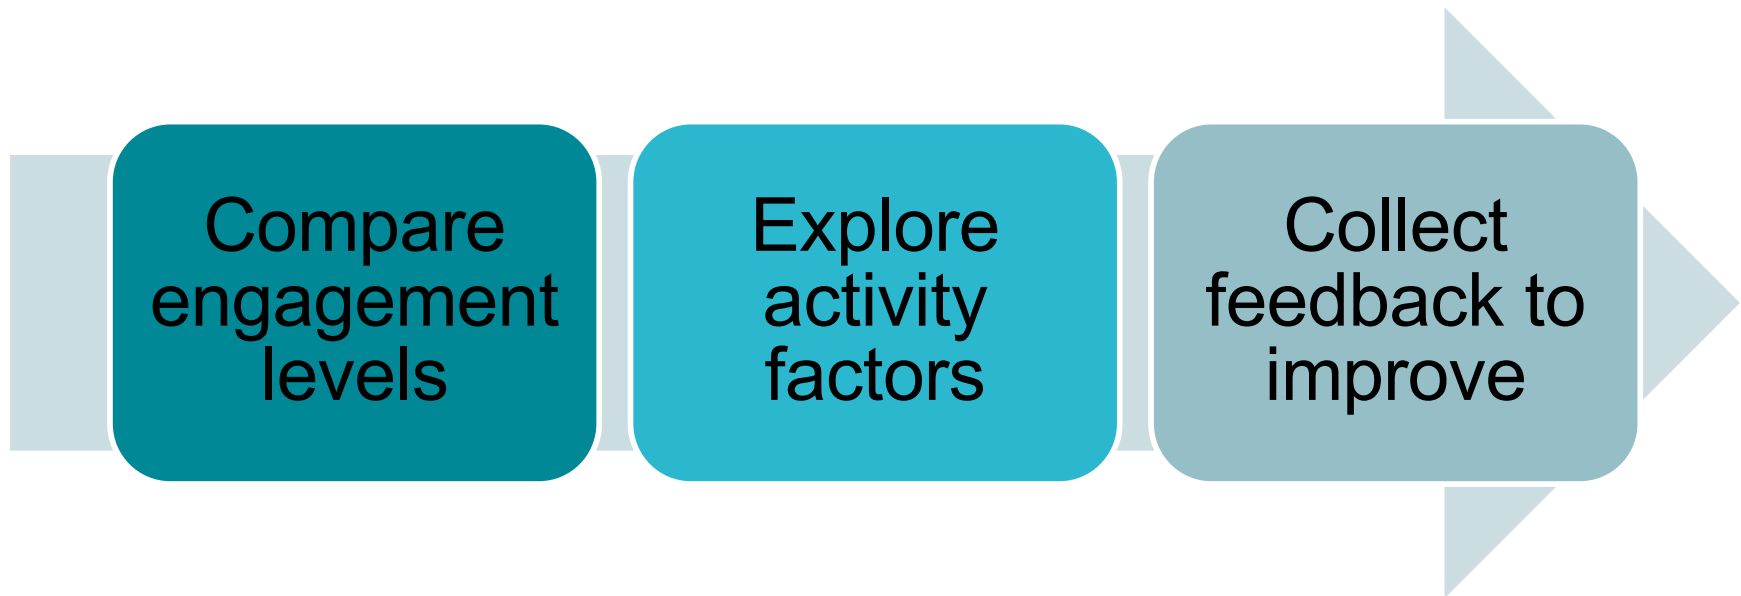 Compare
engagement
levels
Explore
activity
factors
Collect
feedback to
improve